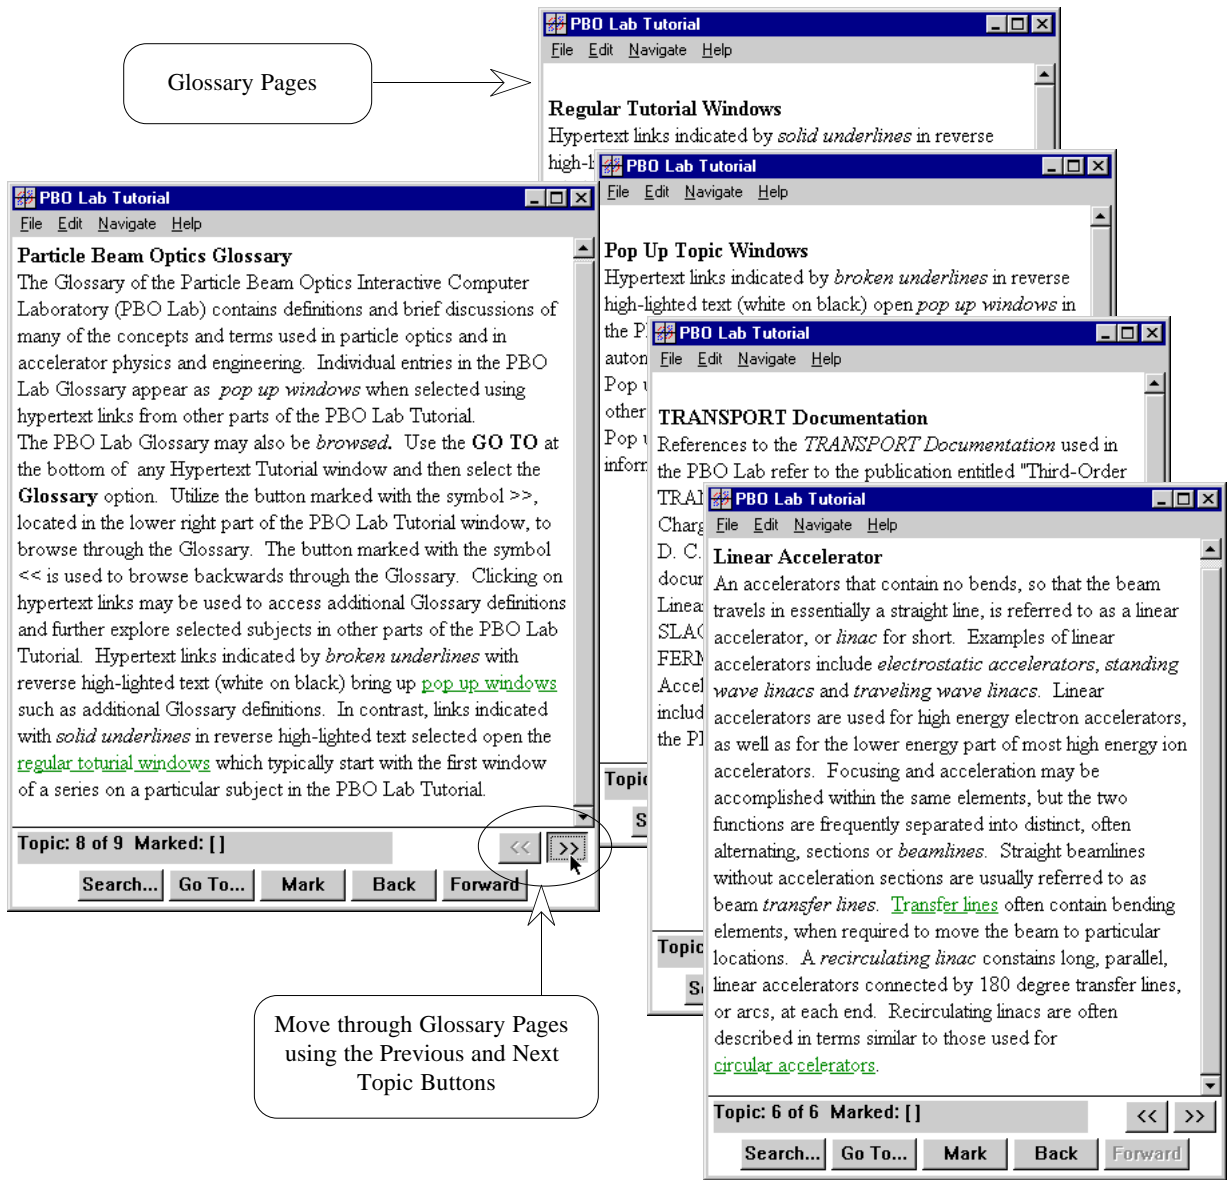 Glossary Pages
PBO Lab Tutorial
File Edit Navigate Help
Regular Tutorial Windows
Hypertext links indicated by solid underlines in reverse
high-
PBO Lab Tutorial
File Edit Navigate Help
Pop Up Topic Windows
Hypertext links indicated by broken underlines in reverse
high-lighted text (white on black) open pop up windows in
the P
auton
Pop u
other
Pop u
inform
Topic
S
PBO Lab Tutorial
File Edit Navigate Help
Particle Beam Optics Glossary
The Glossary of the Particle Beam Optics Interactive Computer
Laboratory (PBO Lab) contains definitions and brief discussions of
many of the concepts and terms used in particle optics and in
accelerator physics and engineering. Individual entries in the PBO
Lab Glossary appear as pop up windows when selected using
hypertext links from other parts of the PBO Lab Tutorial.
The PBO Lab Glossary may also be browsed. Use the GO TO at
the bottom of any Hypertext Tutorial window and then select the
Glossary option. Utilize the button marked with the symbol >>,
located in the lower right part of the PBO Lab Tutorial window, to
browse through the Glossary. The button marked with the symbol
<< is used to browse backwards through the Glossary. Clicking on
hypertext links may be used to access additional Glossary definitions
and further explore selected subjects in other parts of the PBO Lab
Tutorial. Hypertext links indicated by broken underlines with
reverse high-lighted text (white on black) bring up pop up windows
such as additional Glossary definitions. In contrast, links indicated
with solid underlines in reverse high-lighted text selected open the
regular toturial windows which typically start with the first window
of a series on a particular subject in the PBO Lab Tutorial.
Topic: 8 of 9 Marked: [ ]
<< >>
Search... Go To... Mark Back Forward
Move through Glossary Pages
using the Previous and Next
Topic Buttons
PBO Lab Tutorial
File Edit Navigate Help
TRANSPORT Documentation
References to the TRANSPORT Documentation used in
the PBO Lab refer to the publication entitled "Third-Order
TRA
Charg
D. C.
docum
Linea
SLAC
FERM
Accel
includ
the P
Topic
S
PBO Lab Tutorial
File Edit Navigate Help
Linear Accelerator
An accelerators that contain no bends, so that the beam
travels in essentially a straight line, is referred to as a linear
accelerator, or linac for short. Examples of linear
accelerators include electrostatic accelerators, standing
wave linacs and traveling wave linacs. Linear
accelerators are used for high energy electron accelerators,
as well as for the lower energy part of most high energy ion
accelerators. Focusing and acceleration may be
accomplished within the same elements, but the two
functions are frequently separated into distinct, often
alternating, sections or beamlines. Straight beamlines
without acceleration sections are usually referred to as
beam transfer lines. Transfer lines often contain bending
elements, when required to move the beam to particular
locations. A recirculating linac constains long, parallel,
linear accelerators connected by 180 degree transfer lines,
or arcs, at each end. Recirculating linacs are often
described in terms similar to those used for
circular accelerators.
Topic: 6 of 6 Marked: [ ]
<< >>
Search... Go To... Mark Back Forward